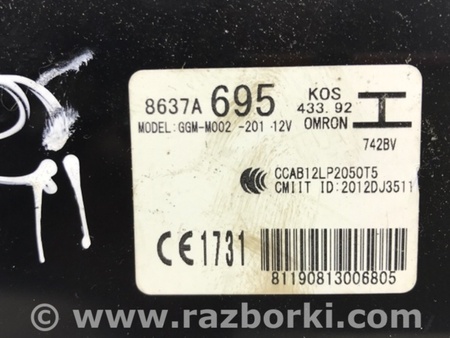 8637A 695 KOS
433.92
MODEL:GGM-M002 -201 12V OMRON
742BV
CCAB12LP2050T5
CMIIT ID:2012DJ3511
CE1731
81190813006805
www.razborki.com